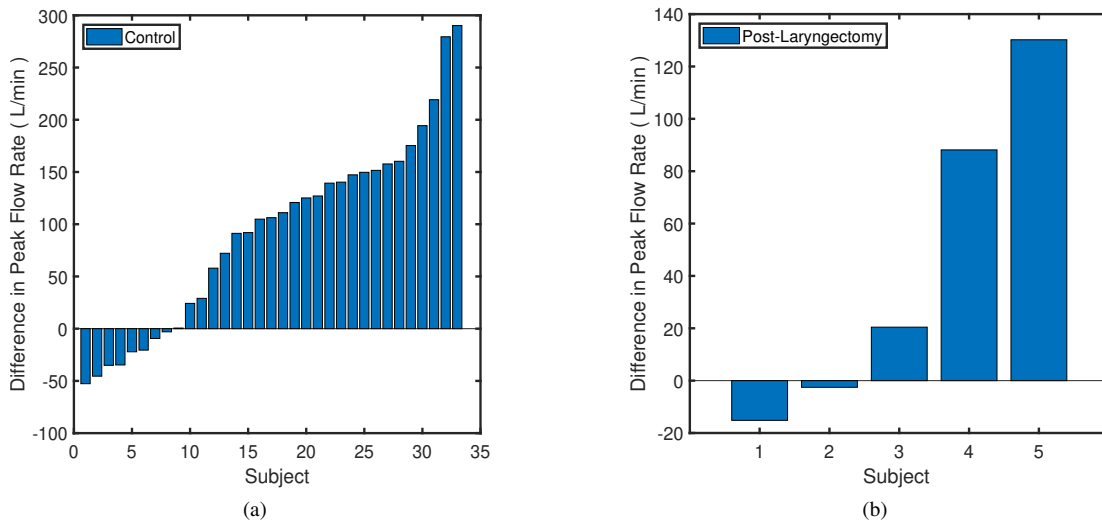 300
250
200
150
100
50
0
-50
-100
Difference in Peak Flow Rate ( L/min )
Control
0 5 10 15 20 25 30 35
Subject
(a)
140
120
100
80
60
40
20
0
-20
Difference in Peak Flow Rate ( L/min )
Post-Laryngectomy
1 2 3 4 5
Subject
(b)